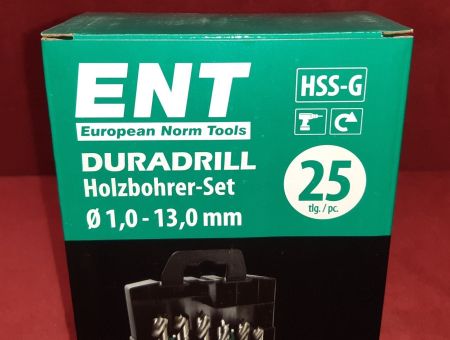 ENT
European Norm Tools
DURADRILL
Holzbohrer-Set
Ø 1,0 - 13,0 mm
HSS-G
25
tlg. / pc.